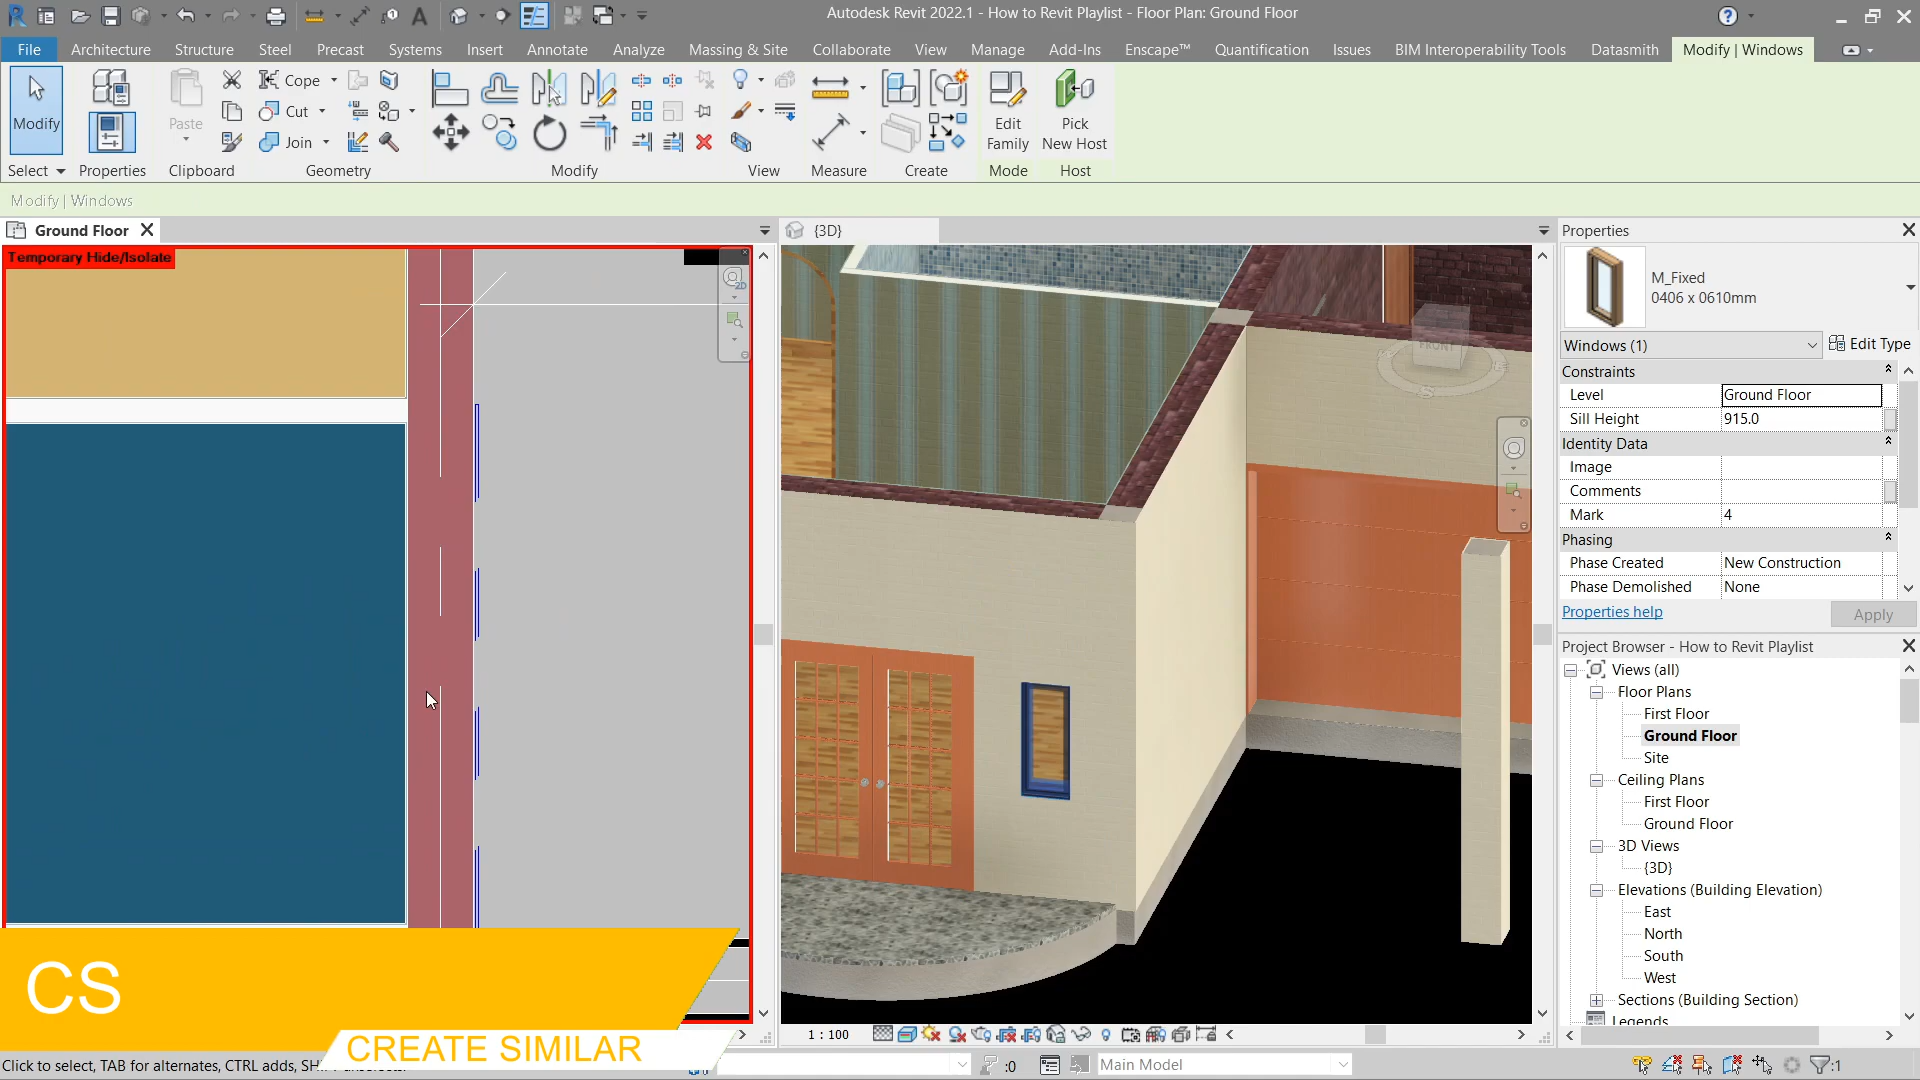 Autodesk Revit 2022.1 - How to Revit Playlist - Floor Plan: Ground Floor
File Architecture Structure Steel Precast Systems Insert Annotate Analyze Massing & Site Collaborate View Manage Add-Ins Enscape™ Quantification Issues BIM Interoperability Tools Datasmith Modify | Windows
Modify
Paste
Cope
Cut
Join
Edit Family
Pick New Host
Select Properties Clipboard Geometry Modify View Measure Create Mode Host
Modify | Windows
Ground Floor
{3D}
Properties
Temporary Hide/Isolate
2D
FRONT
M_Fixed
0406 x 0610mm
Windows (1)
Edit Type
Constraints
Level Ground Floor
Sill Height 915.0
Identity Data
Image
Comments
Mark 4
Phasing
Phase Created New Construction
Phase Demolished None
Properties help
Apply
Project Browser - How to Revit Playlist
Views (all)
Floor Plans
First Floor
Ground Floor
Site
Ceiling Plans
First Floor
Ground Floor
3D Views
{3D}
Elevations (Building Elevation)
East
North
South
West
Sections (Building Section)
Legends
CS
CREATE SIMILAR
1 : 100
Click to select, TAB for alternates, CTRL adds,
:0
Main Model
:1